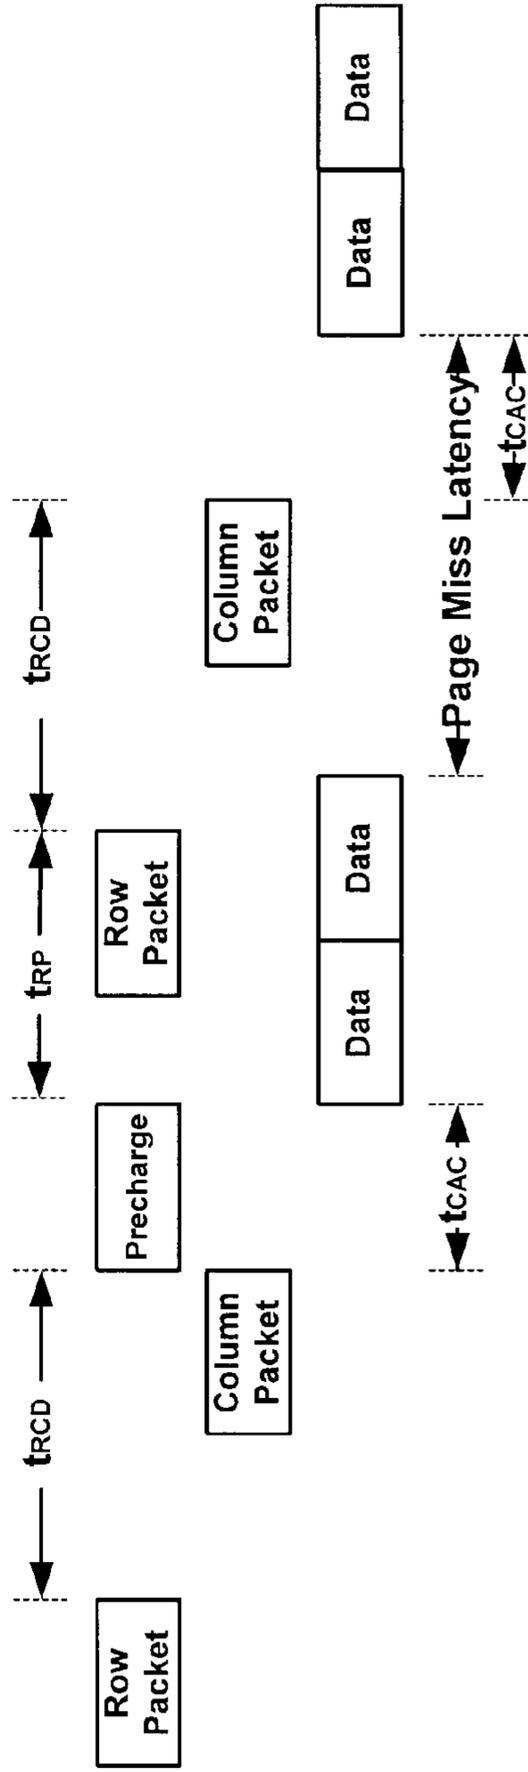 tRCD
tRP
tRCD
Row
Packet
Precharge
Row
Packet
Column
Packet
Column
Packet
Data
Data
Data
Data
tCAC
Page Miss Latency
tCAC